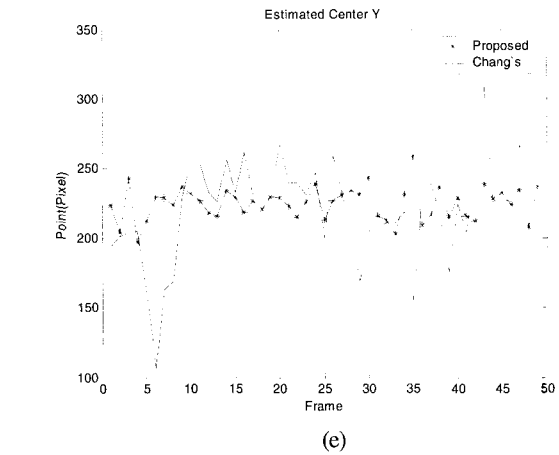 Estimated Center Y
350
Proposed
Chang`s
300
250
200
150
100
Point(Pixel)
0 5 10 15 20 25 30 35 40 45 50
Frame
(e)